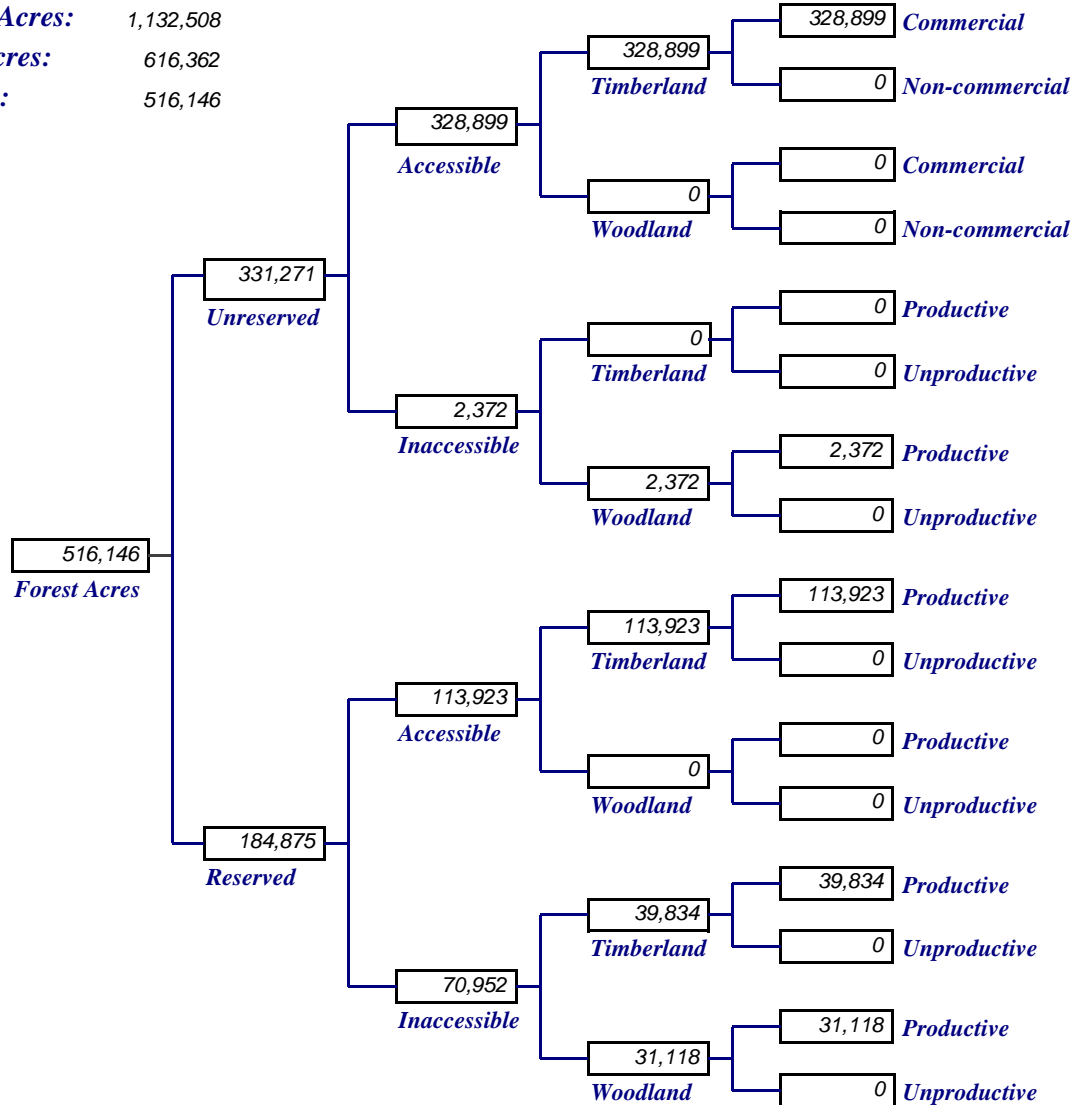 Acres: 1,132,508
cres: 616,362
: 516,146
328,899 Commercial
328,899
Timberland
0 Non-commercial
328,899
Accessible
0 Commercial
0
Woodland
0 Non-commercial
331,271
Unreserved
0 Productive
0
Timberland
0 Unproductive
2,372
Inaccessible
2,372 Productive
2,372
Woodland
0 Unproductive
516,146
Forest Acres
113,923 Productive
113,923
Timberland
0 Unproductive
113,923
Accessible
0 Productive
0
Woodland
0 Unproductive
184,875
Reserved
39,834 Productive
39,834
Timberland
0 Unproductive
70,952
Inaccessible
31,118 Productive
31,118
Woodland
0 Unproductive